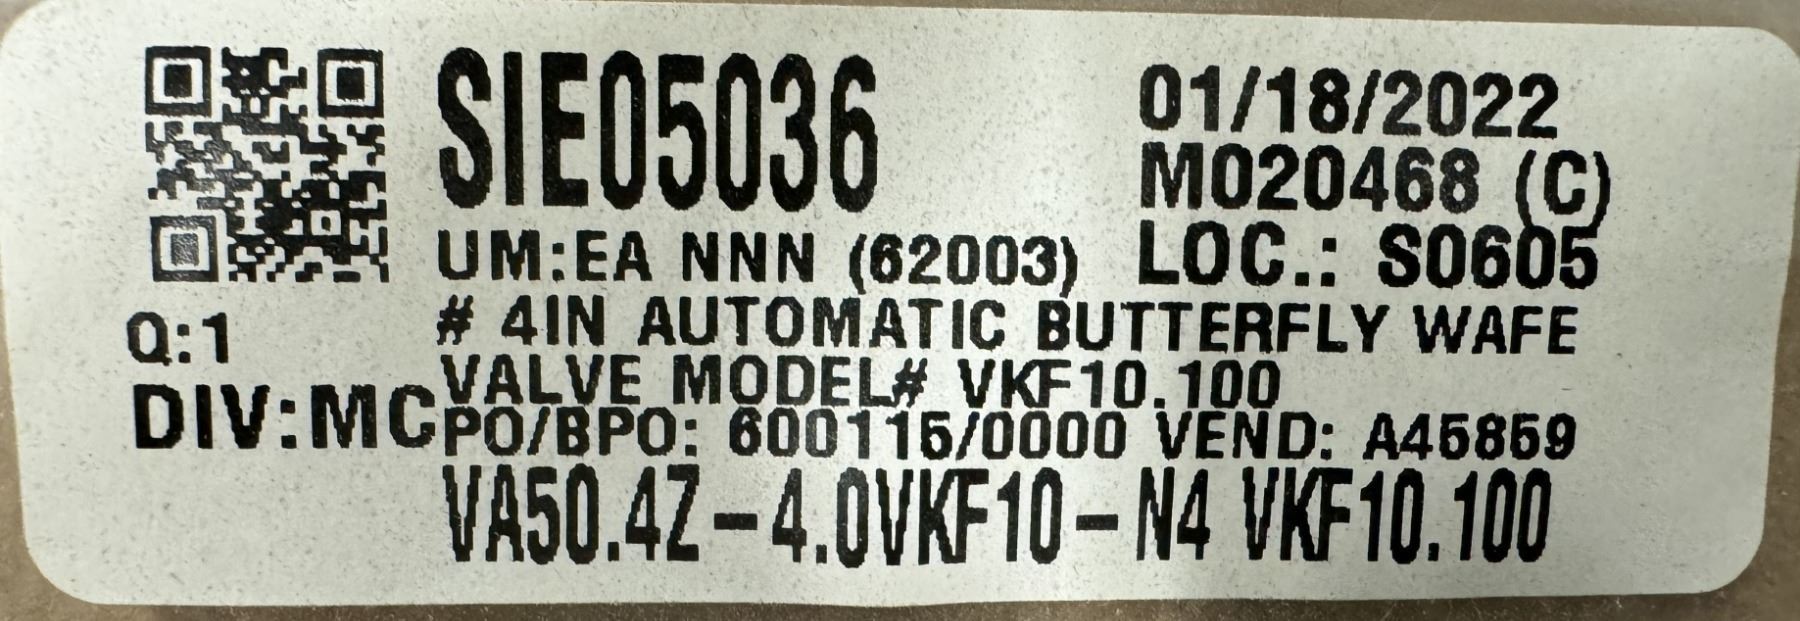 SIE05036
01/18/2022
M020468 (C)
UM:EA NNN (62003)
LOC.: S0605
Q:1
# 4IN AUTOMATIC BUTTERFLY WAFE
VALVE MODEL# VKF10.100
DIV:MC
PO/BPO: 600115/0000 VEND: A45859
VA50.4Z-4.0VKF10-N4 VKF10.100